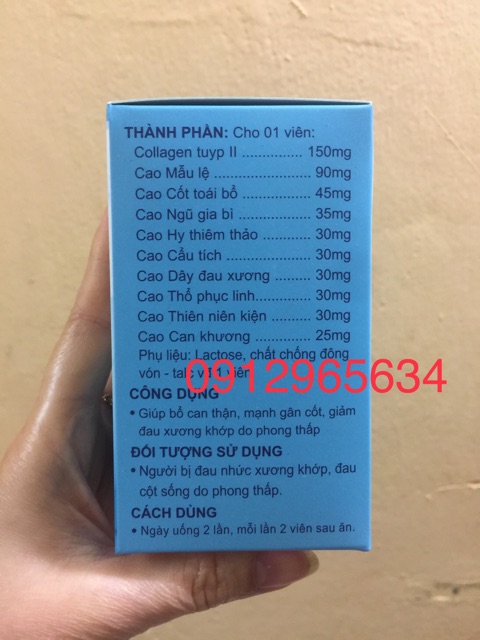 THÀNH PHẦN: Cho 01 viên:
Collagen tuyp II ............... 150mg
Cao Mẫu lệ ........................ 90mg
Cao Cốt toái bổ .................. 45mg
Cao Ngũ gia bì ................... 35mg
Cao Hy thiêm thảo ............ 30mg
Cao Cẩu tích ..................... 30mg
Cao Dây đau xương ......... 30mg
Cao Thổ phục linh............. 30mg
Cao Thiên niên kiện .......... 30mg
Cao Can khương .............. 25mg
Phụ liệu: Lactose, chất chống đông
vón - talc vđ 1 viên
0912965634
CÔNG DỤNG
• Giúp bổ can thận, mạnh gân cốt, giảm
đau xương khớp do phong thấp
ĐỐI TƯỢNG SỬ DỤNG
• Người bị đau nhức xương khớp, đau
cột sống do phong thấp.
CÁCH DÙNG
• Ngày uống 2 lần, mỗi lần 2 viên sau ăn.